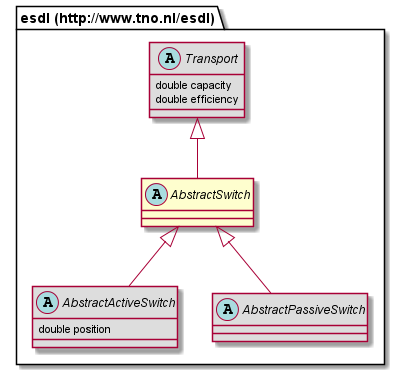 esdl (http://www.tno.nl/esdl)
A Transport
double capacity
double efficiency
A AbstractSwitch
A AbstractActiveSwitch
double position
A AbstractPassiveSwitch